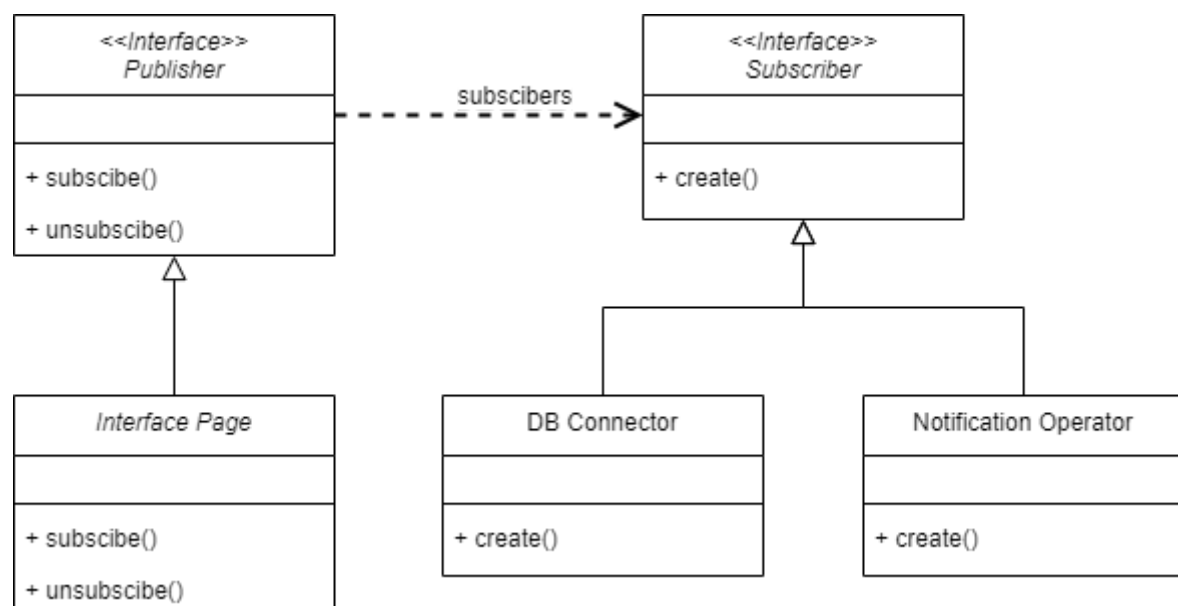 <<Interface>>
Publisher
+ subscibe()
+ unsubscibe()
subscibers
<<Interface>>
Subscriber
+ create()
Interface Page
+ subscibe()
+ unsubscibe()
DB Connector
+ create()
Notification Operator
+ create()